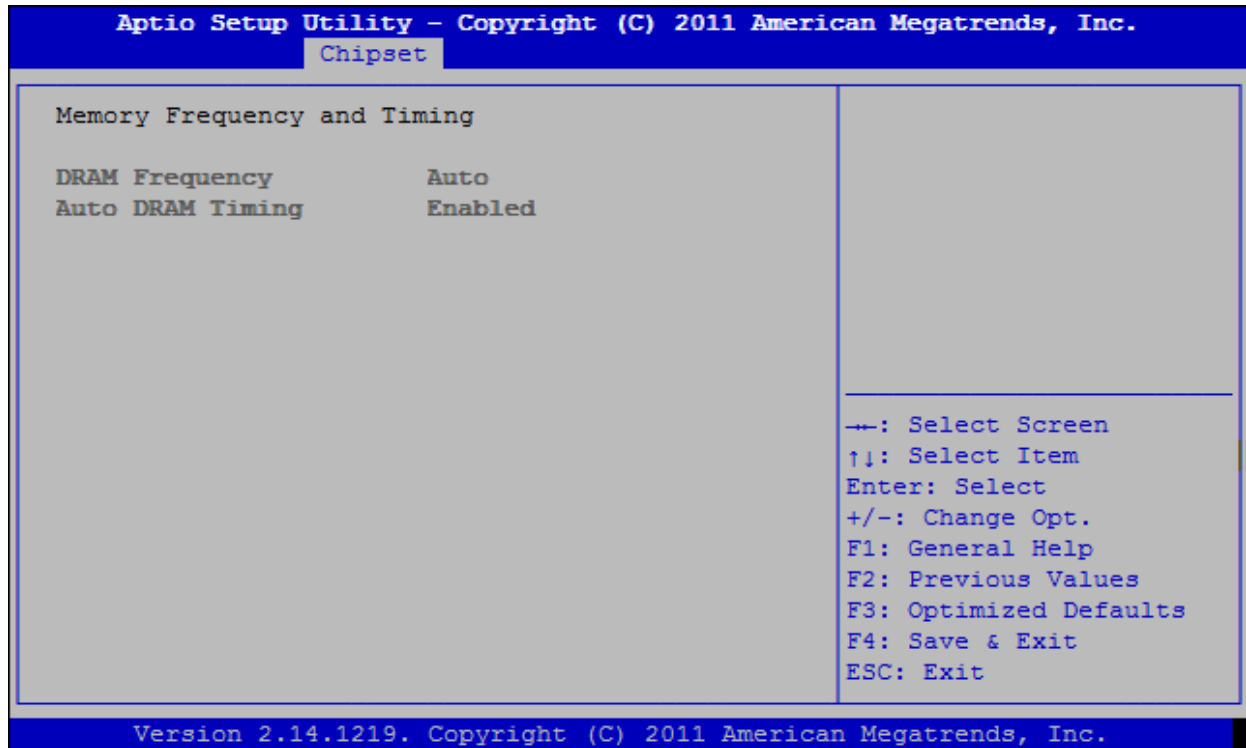 Aptio Setup Utility – Copyright (C) 2011 American Megatrends, Inc.
Chipset
Memory Frequency and Timing
DRAM Frequency Auto
Auto DRAM Timing Enabled
→←: Select Screen
↑↓: Select Item
Enter: Select
+/-: Change Opt.
F1: General Help
F2: Previous Values
F3: Optimized Defaults
F4: Save & Exit
ESC: Exit
Version 2.14.1219. Copyright (C) 2011 American Megatrends, Inc.